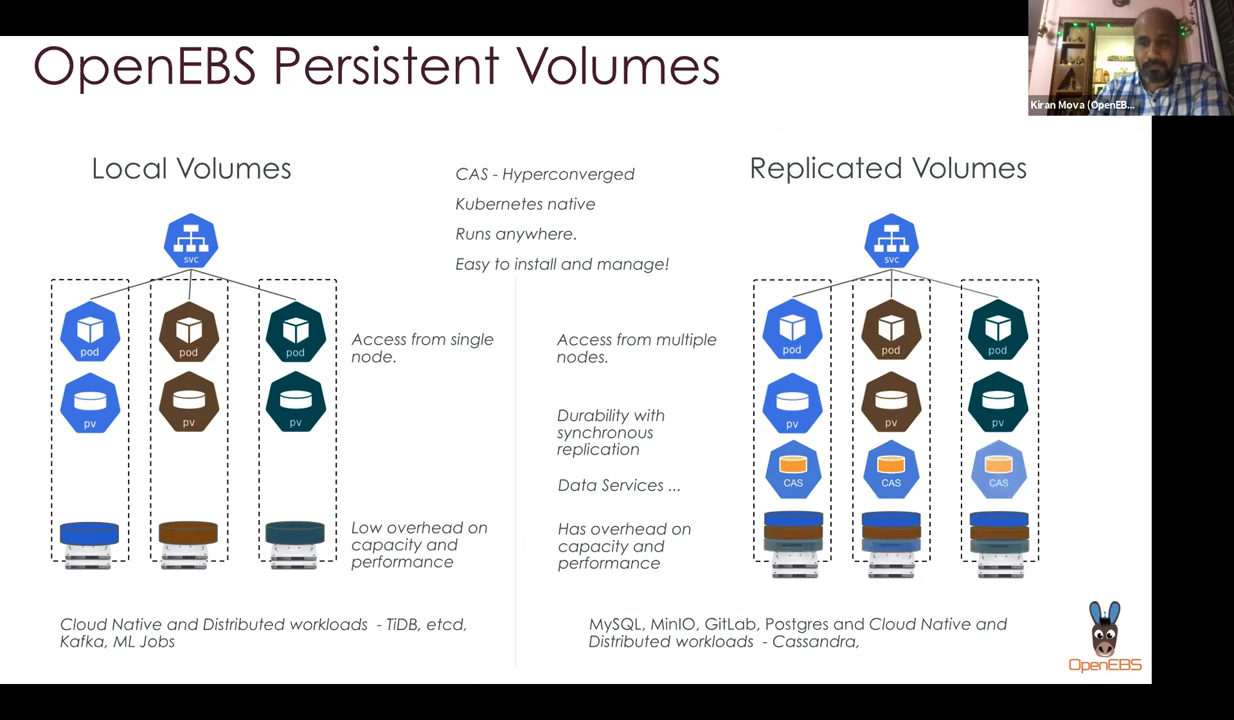 OpenEBS Persistent Volumes
Kiran Mova (OpenEB...
Local Volumes
CAS - Hyperconverged
Kubernetes native
Runs anywhere.
Easy to install and manage!
Replicated Volumes
svc
pod
pod
pod
pv
pv
pv
Access from single
node.
Low overhead on
capacity and
performance
Cloud Native and Distributed workloads - TiDB, etcd,
Kafka, ML Jobs
svc
Access from multiple
nodes.
Durability with
synchronous
replication
Data Services ...
Has overhead on
capacity and
performance
pod
pod
pod
pv
pv
pv
CAS
CAS
CAS
MySQL, MinIO, GitLab, Postgres and Cloud Native and
Distributed workloads - Cassandra,
OpenEBS